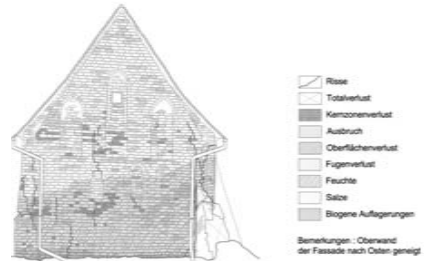 Risse
Totalverlust
Kernzonenverlust
Ausbruch
Oberflächenverlust
Fugenverlust
Feuchte
Salze
Biogene Auflagerungen
Bemerkungen : Oberwand
der Fassade nach Osten geneigt